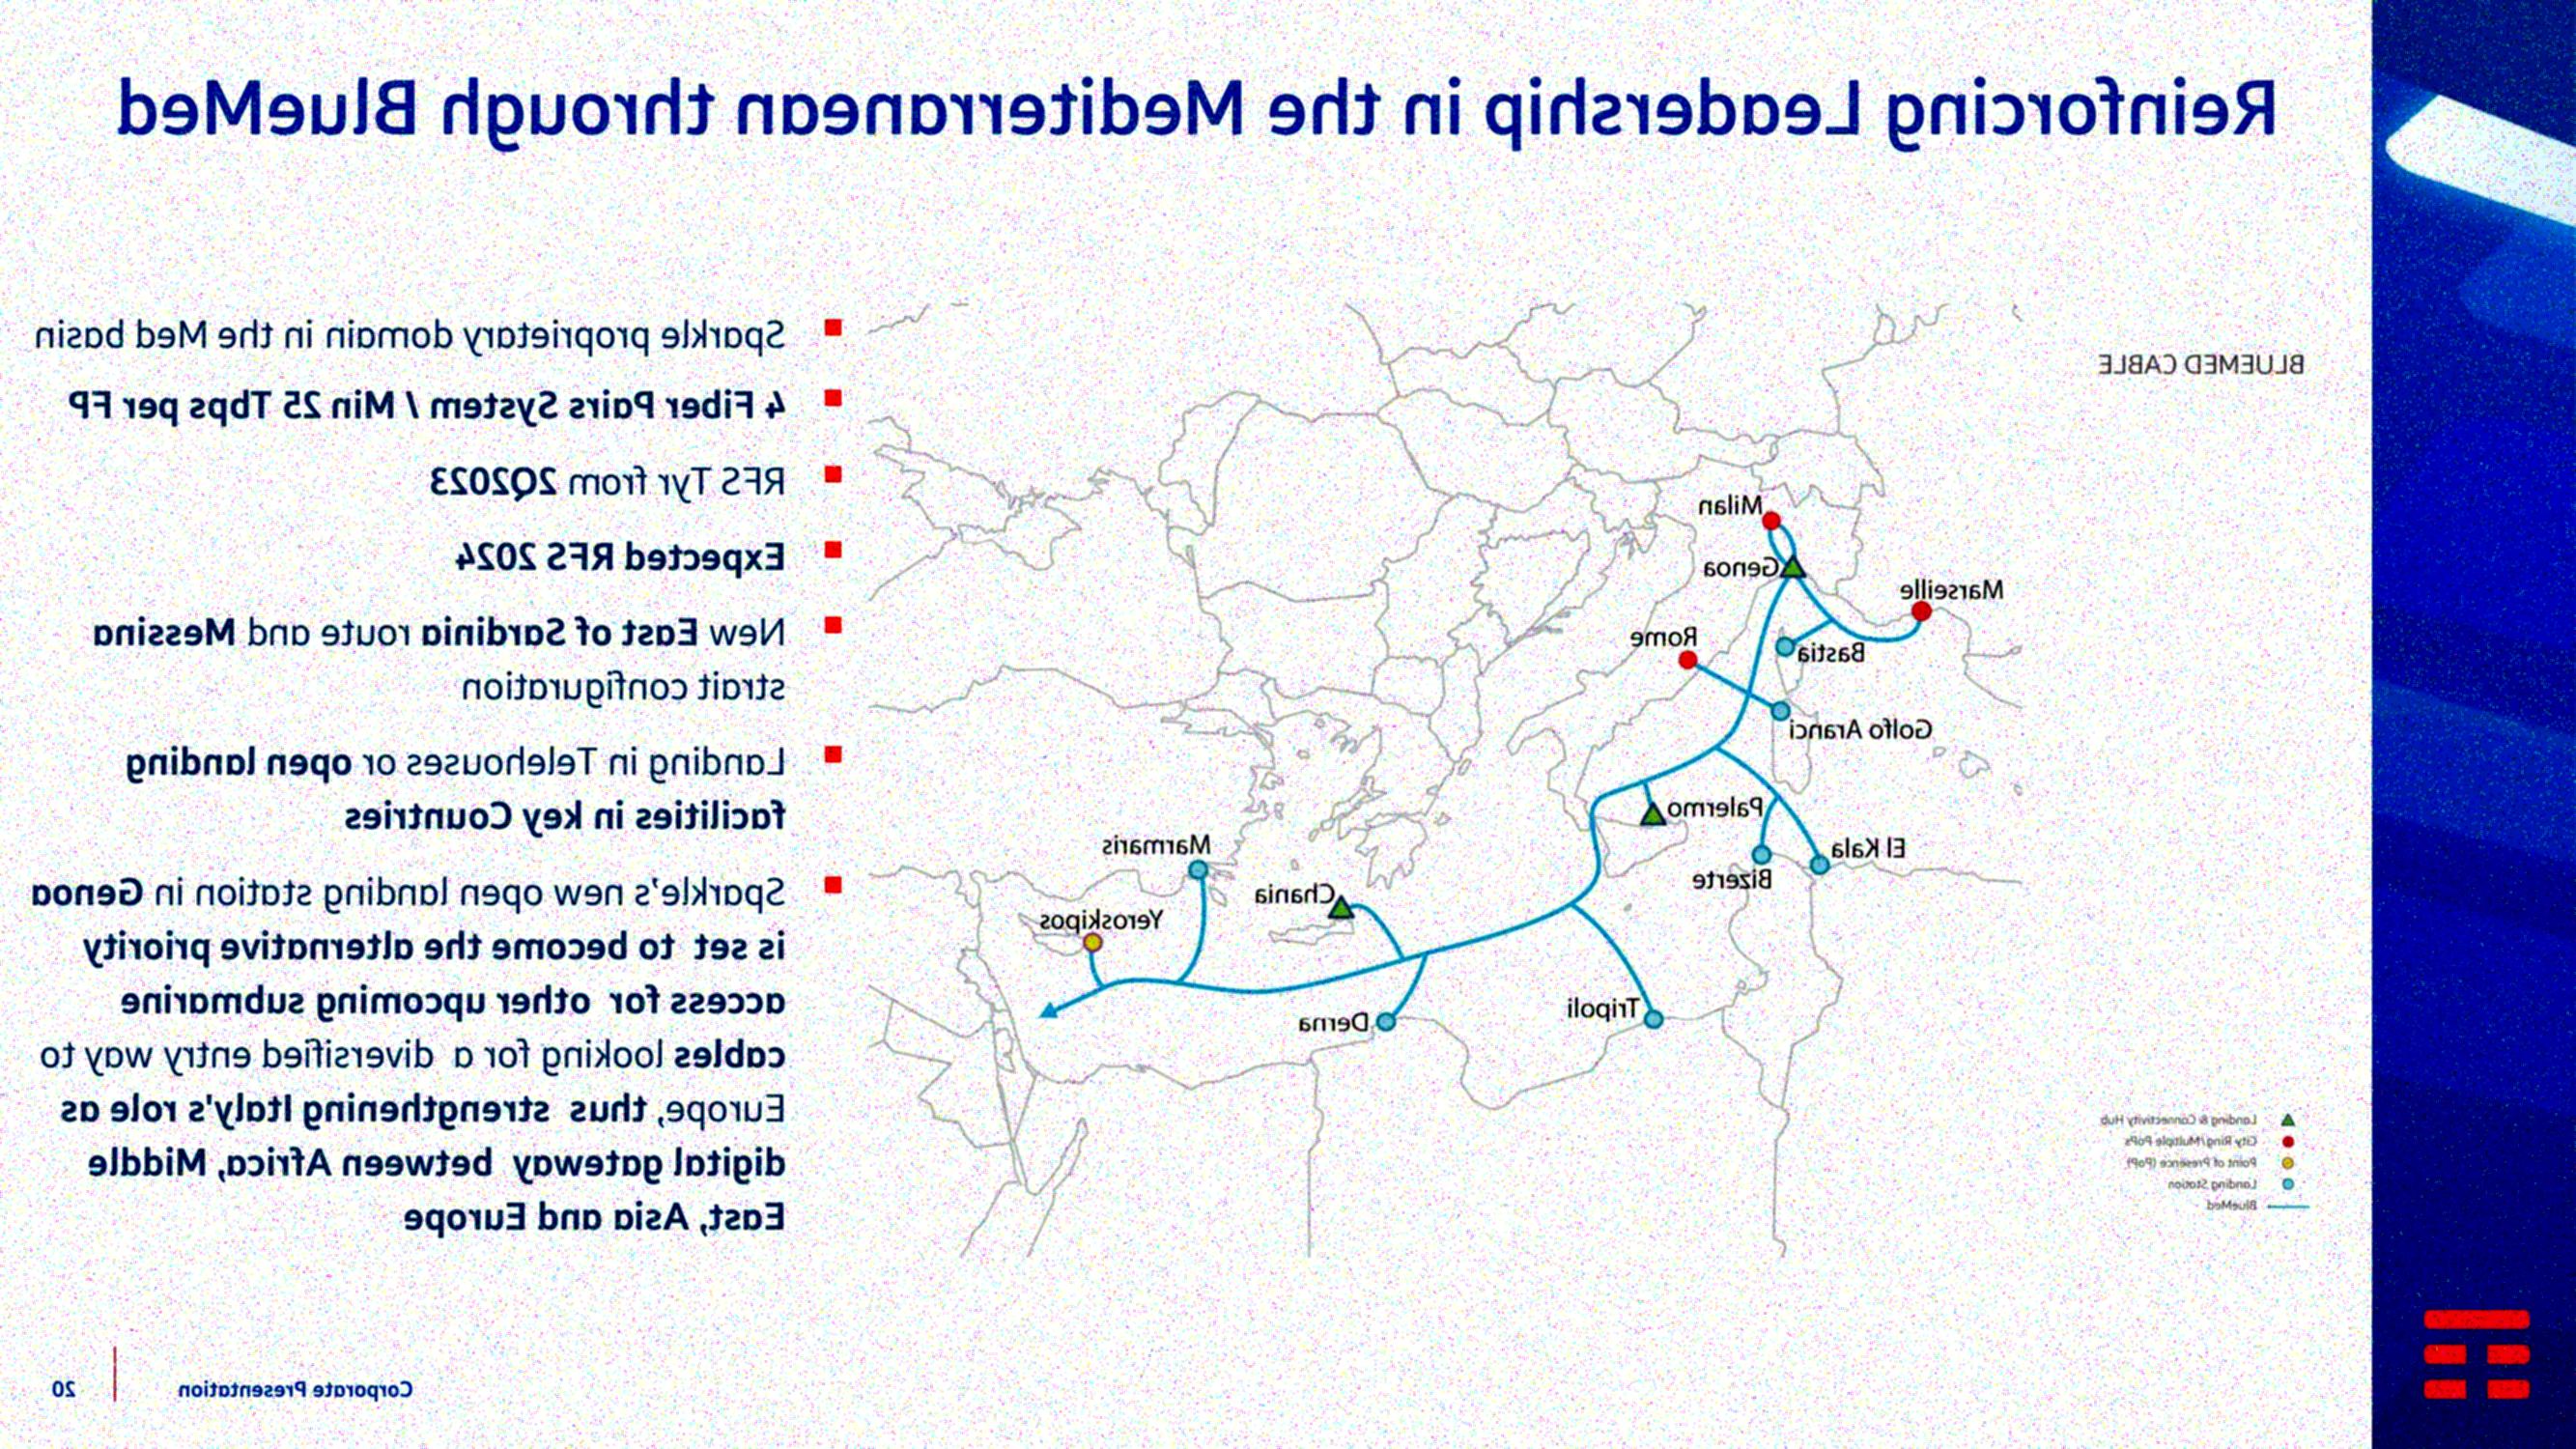 Reinforcing Leadership in the Mediterranean through BlueMed
BLUEMED CABLE
Milan
Genoa
Marseille
Rome
Bastia
Golfo Aranci
Palermo
El Kala
Bizerte
Marmaris
Chania
Yeroskipos
Tripoli
Derna
Landing & Connectivity Hub
City Ring/Multiple PoPs
Point of Presence (PoP)
Landing Station
BlueMed
Sparkle proprietary domain in the Med basin
4 Fiber Pairs System / Min 25 Tbps per FP
RFS Tyr from 2Q2023
Expected RFS 2024
New East of Sardinia route and Messina
strait configuration
Landing in Telehouses or open landing
facilities in key Countries
Sparkle's new open landing station in Genoa
is set to become the alternative priority
access for other upcoming submarine
cables looking for a diversified entry way to
Europe, thus strengthening Italy's role as
digital gateway between Africa, Middle
East, Asia and Europe
Corporate Presentation
20